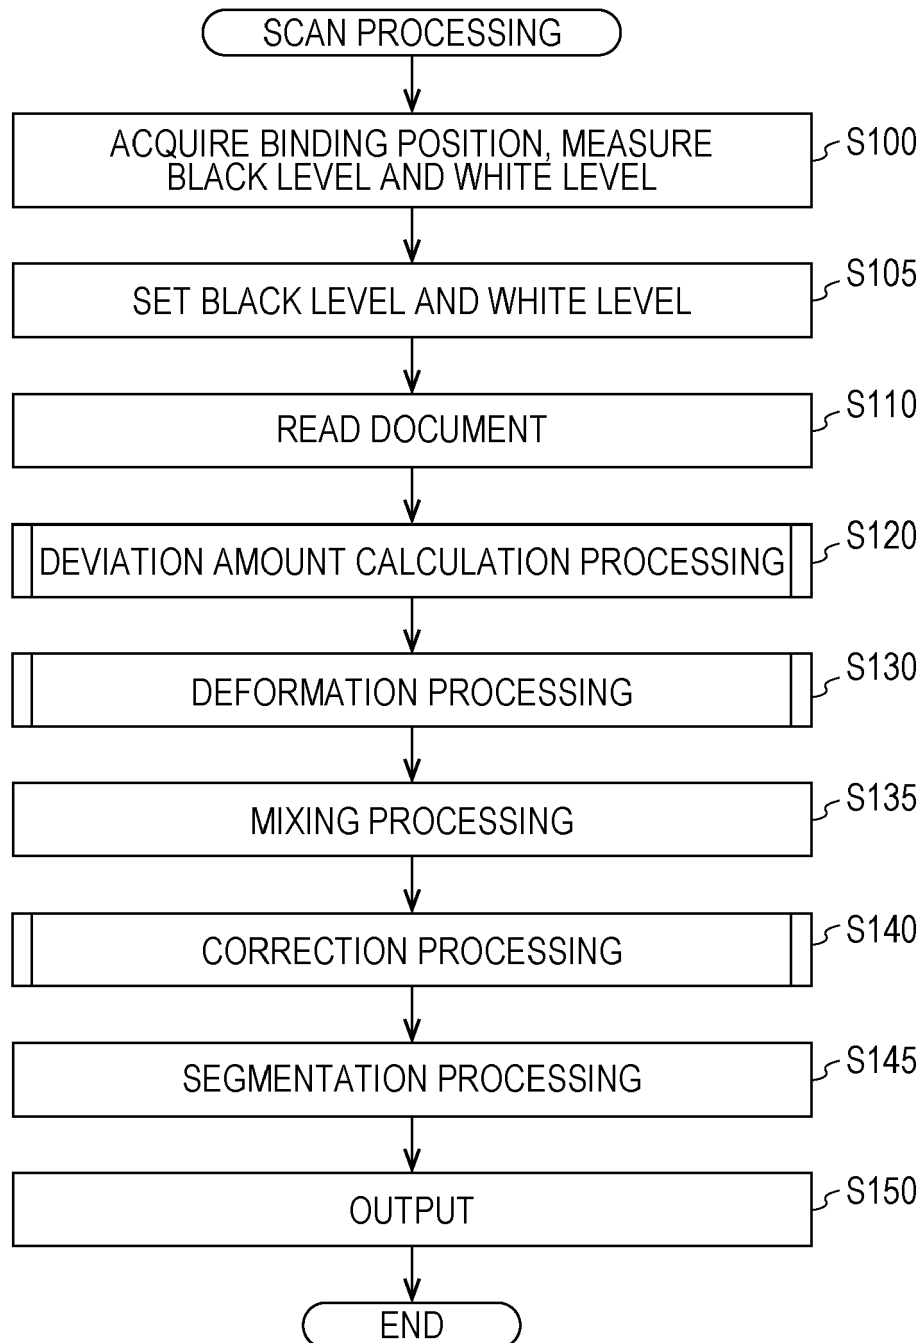 SCAN PROCESSING
ACQUIRE BINDING POSITION, MEASURE
BLACK LEVEL AND WHITE LEVEL
S100
SET BLACK LEVEL AND WHITE LEVEL
S105
READ DOCUMENT
S110
DEVIATION AMOUNT CALCULATION PROCESSING
S120
DEFORMATION PROCESSING
S130
MIXING PROCESSING
S135
CORRECTION PROCESSING
S140
SEGMENTATION PROCESSING
S145
OUTPUT
S150
END